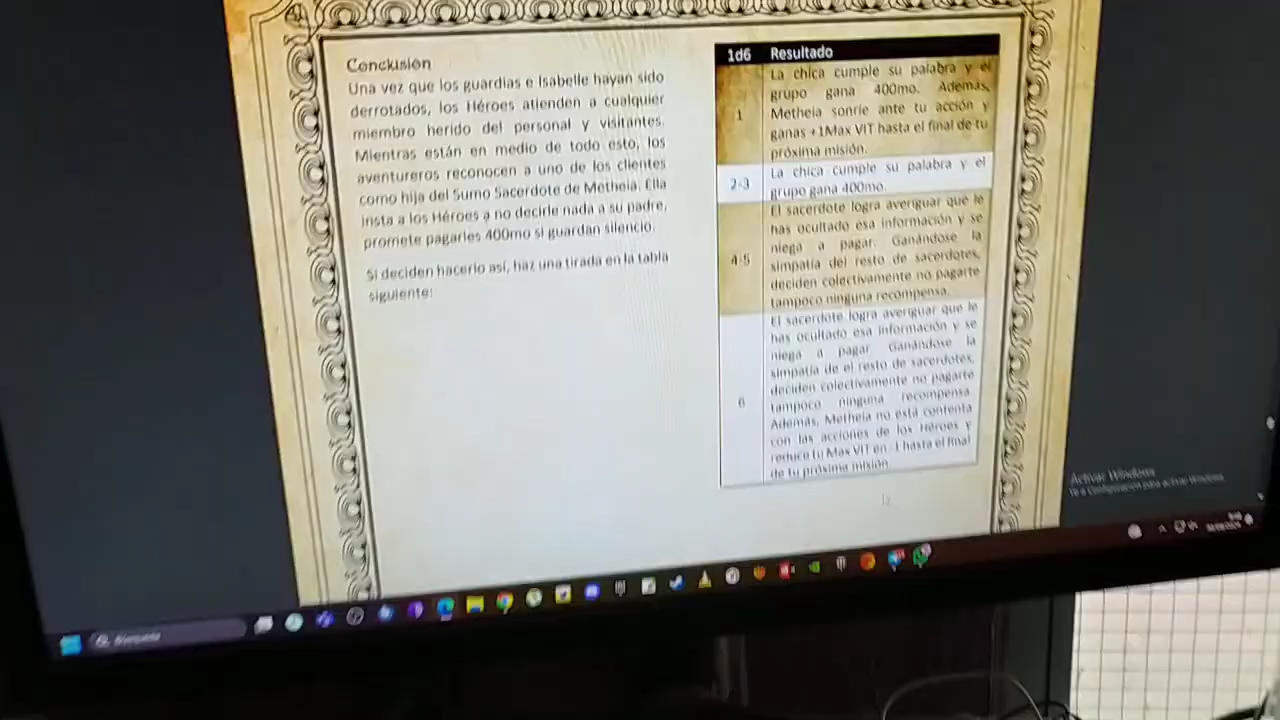 Conclusión
Una vez que los guardias e Isabelle hayan sido
derrotados, los Héroes atienden a cualquier
miembro herido del personal y visitantes.
Mientras están en medio de todo esto, los
aventureros reconocen a uno de los clientes
como hija del Sumo Sacerdote de Metheia. Ella
insta a los Héroes a no decirle nada a su padre,
promete pagarles 400mo si guardan silencio.
Si deciden hacerlo así, haz una tirada en la tabla
siguiente:
1d6 Resultado
1
La chica cumple su palabra y el
grupo gana 400mo. Además,
Metheia sonríe ante tu acción y
ganas +1Max VIT hasta el final de tu
próxima misión.
2-3
La chica cumple su palabra y el
grupo gana 400mo.
4-5
El sacerdote logra averiguar que le
has ocultado esa información y se
niega a pagar. Ganándose la
simpatía del resto de sacerdotes,
deciden colectivamente no pagarte
tampoco ninguna recompensa.
6
El sacerdote logra averiguar que le
has ocultado esa información y se
niega a pagar. Ganándose la
simpatía de el resto de sacerdotes,
deciden colectivamente no pagarte
tampoco ninguna recompensa.
Además, Metheia no está contenta
con las acciones de los Héroes y
reduce tu Max VIT en -1 hasta el final
de tu próxima misión.
Activar Windows
Ve a Configuración para activar Windows.
Búsqueda